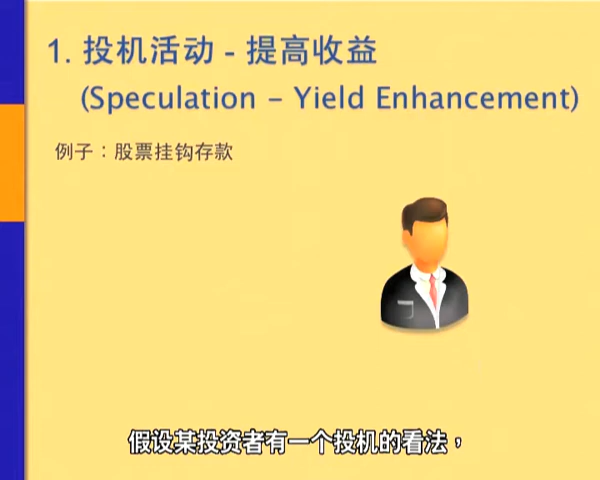 1. 投机活动 - 提高收益
(Speculation – Yield Enhancement)
例子：股票挂钩存款
假设某投资者有一个投机的看法，